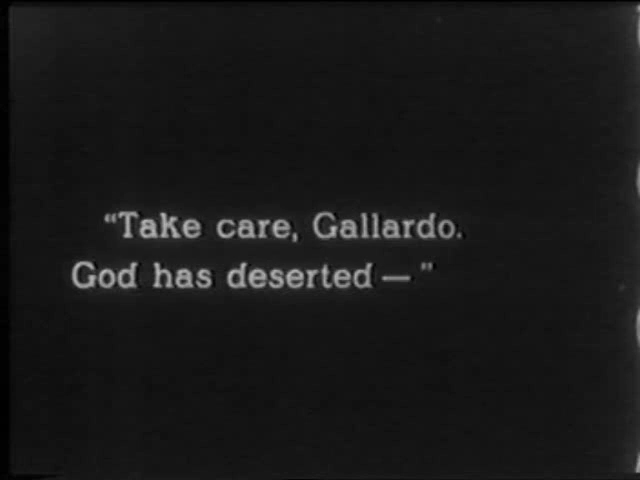 “Take care, Gallardo.
God has deserted — ”